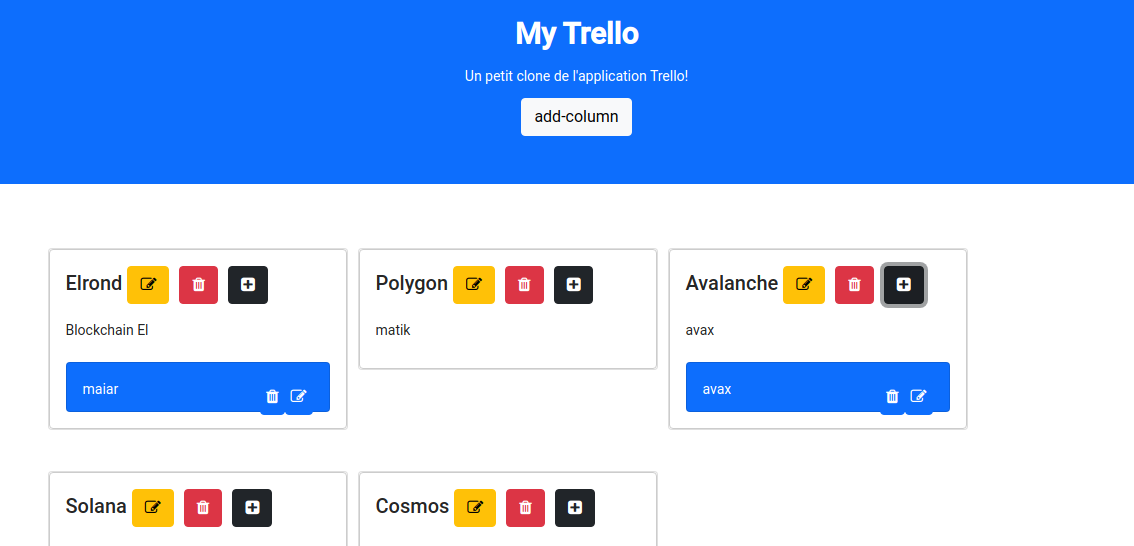 My Trello
Un petit clone de l'application Trello!
add-column
Elrond
Blockchain El
maiar
Polygon
matik
Avalanche
avax
avax
Solana
Cosmos